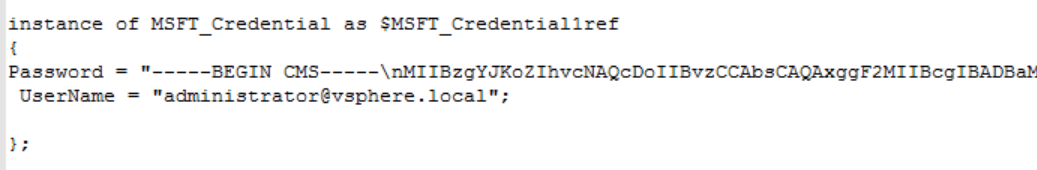 instance of MSFT_Credential as $MSFT_Credential1ref
{
Password = "-----BEGIN CMS-----\nMIIBzgYJKoZIhvcNAQcDoIIBvzCCAbsCAQAxggF2MIIBcgIBADBaM
UserName = "administrator@vsphere.local";
};